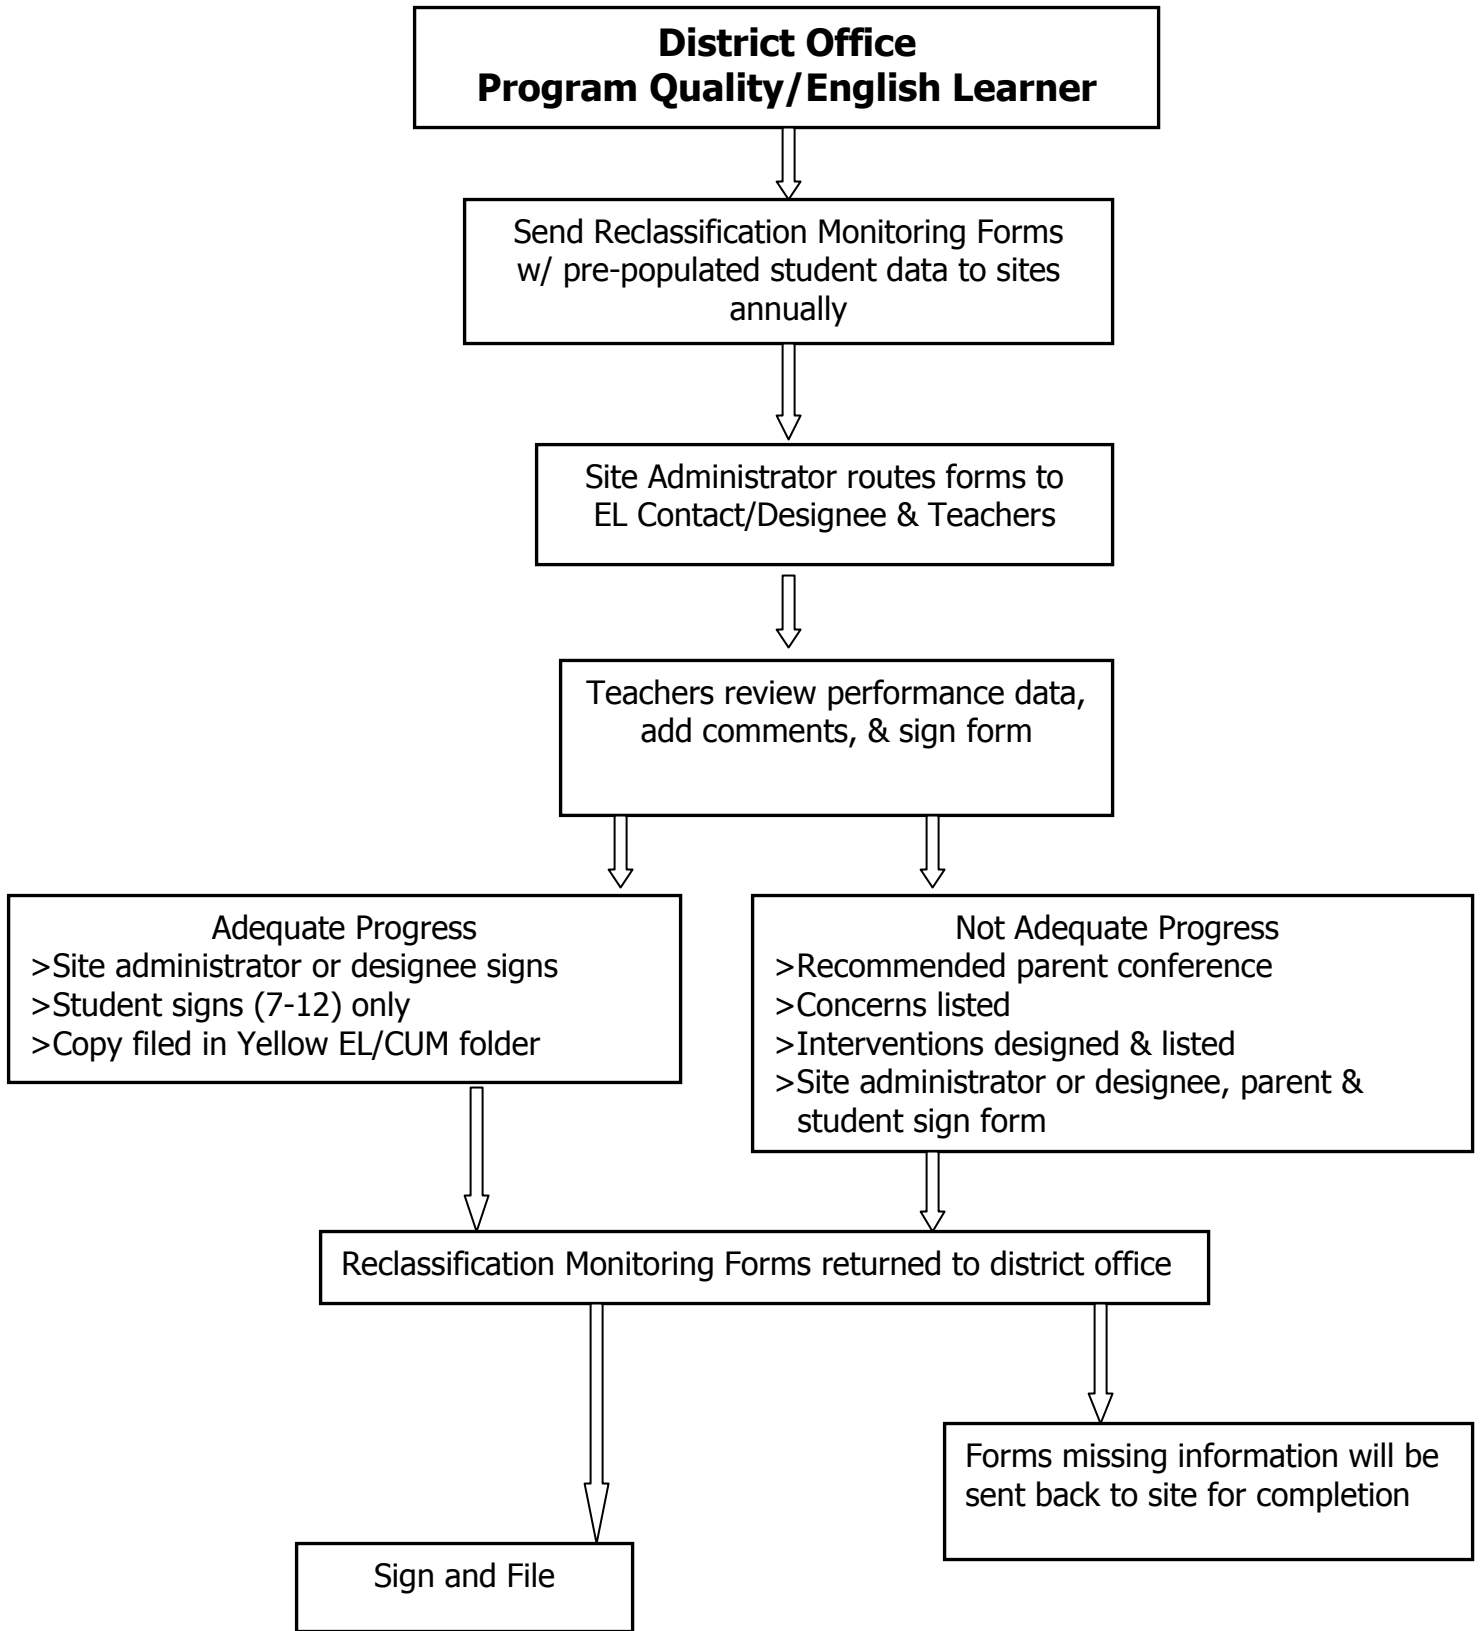 District Office
Program Quality/English Learner
Send Reclassification Monitoring Forms
w/ pre-populated student data to sites
annually
Site Administrator routes forms to
EL Contact/Designee & Teachers
Teachers review performance data,
add comments, & sign form
Adequate Progress
>Site administrator or designee signs
>Student signs (7-12) only
>Copy filed in Yellow EL/CUM folder
Not Adequate Progress
>Recommended parent conference
>Concerns listed
>Interventions designed & listed
>Site administrator or designee, parent &
student sign form
Reclassification Monitoring Forms returned to district office
Forms missing information will be
sent back to site for completion
Sign and File